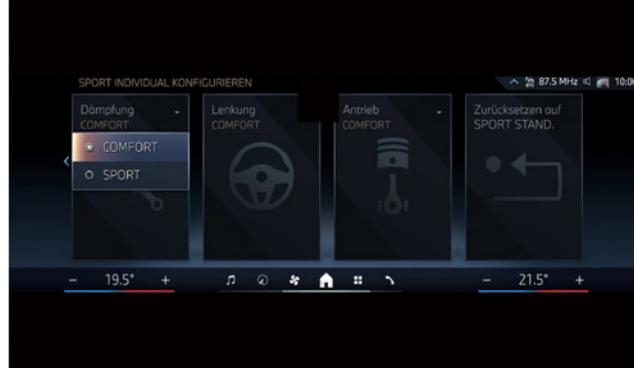 SPORT INDIVIDUAL KONFIGURIEREN
87.5 MHz
10:00
Dämpfung
COMFORT
COMFORT
SPORT
Lenkung
COMFORT
Antrieb
COMFORT
Zurücksetzen auf
SPORT STAND.
- 19.5° +
- 21.5° +